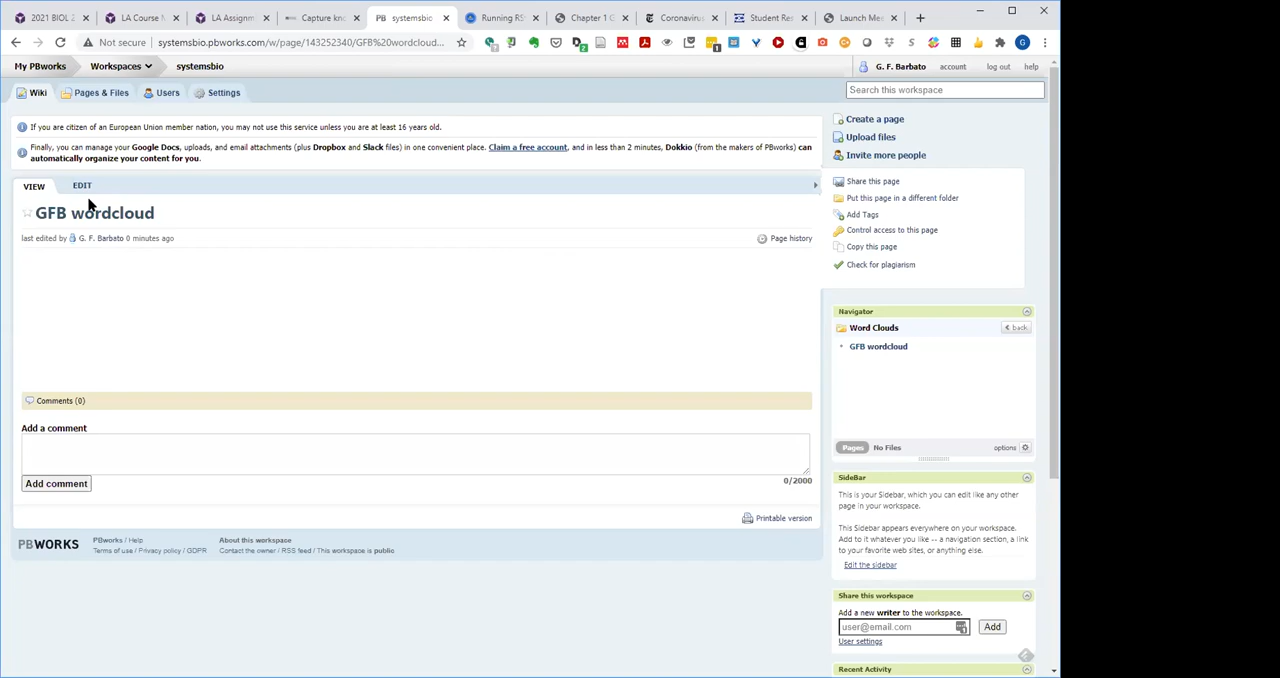 2021 BIOL 2
LA Course M
LA Assignm
Capture kno
PB systemsbio
Running RS
Chapter 1 G
Coronavirus
Student Res
Launch Mee
Not secure systemsbio.pbworks.com/w/page/143352340/GFB%20wordcloud...
My PBworks Workspaces systemsbio G. F. Barbato account log out help
Wiki Pages & Files Users Settings Search this workspace
If you are citizen of an European Union member nation, you may not use this service unless you are at least 16 years old.
Finally, you can manage your Google Docs, uploads, and email attachments (plus Dropbox and Slack files) in one convenient place. Claim a free account, and in less than 2 minutes, Dokkio (from the makers of PBworks) can
automatically organize your content for you.
VIEW EDIT
GFB wordcloud
last edited by G. F. Barbato 0 minutes ago Page history
Comments (0)
Add a comment
0/2000
Add comment
Printable version
PBWORKS
PBworks / Help
Terms of use / Privacy policy / GDPR
About this workspace
Contact the owner / RSS feed / This workspace is public
Create a page
Upload files
Invite more people
Share this page
Put this page in a different folder
Add Tags
Control access to this page
Copy this page
Check for plagiarism
Navigator
Word Clouds back
GFB wordcloud
Pages No Files options
SideBar
This is your Sidebar, which you can edit like any other
page in your workspace.
This Sidebar appears everywhere on your workspace.
Add to it whatever you like -- a navigation section, a link
to your favorite web sites, or anything else.
Edit the sidebar
Share this workspace
Add a new writer to the workspace.
user@email.com Add
User settings
Recent Activity